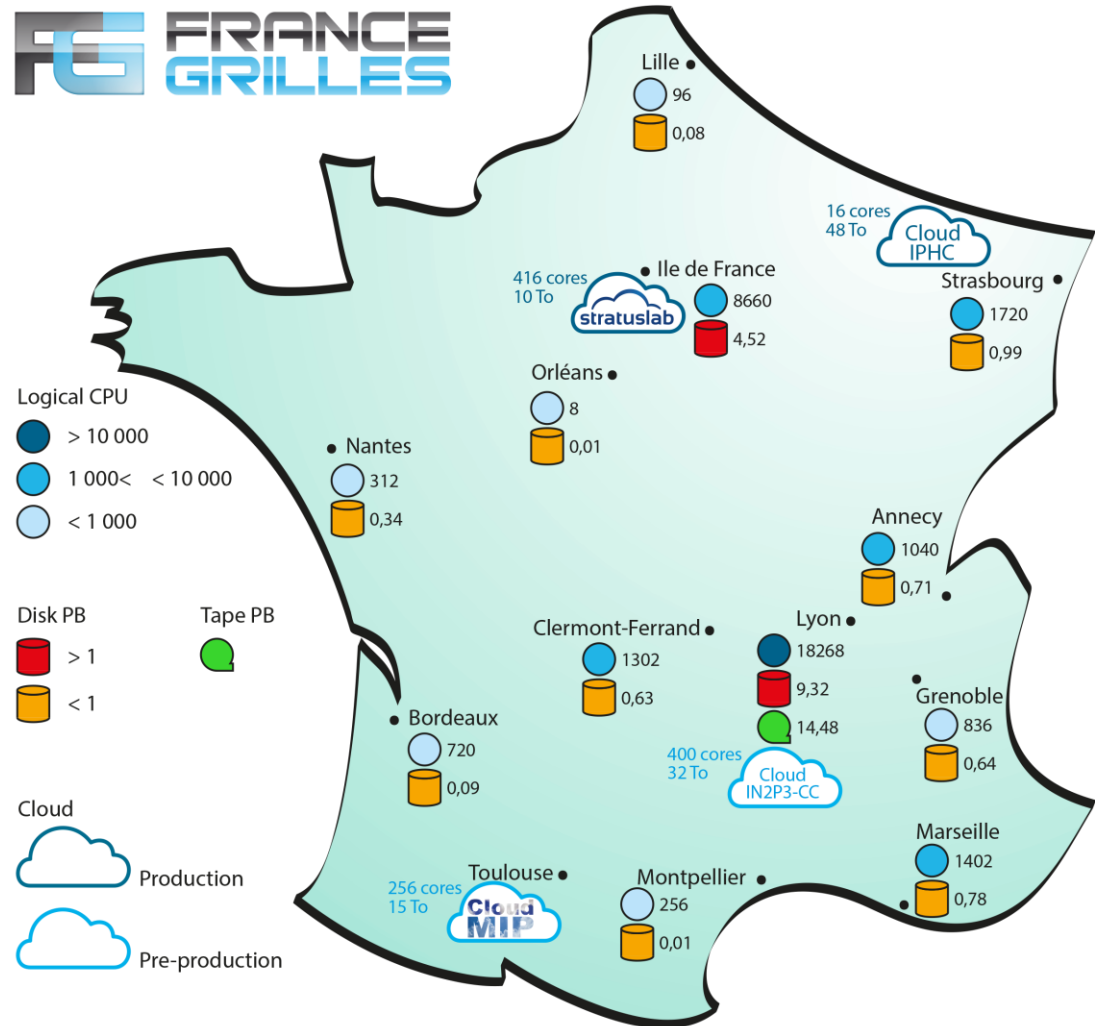 FG FRANCE
GRILLES
Lille
96
0,08
16 cores
48 To
Cloud
IPHC
Strasbourg
1720
0,99
416 cores
10 To
stratuslab
Ile de France
8660
4,52
Orléans
8
0,01
Logical CPU
> 10 000
1 000< < 10 000
< 1 000
Nantes
312
0,34
Annecy
1040
0,71
Disk PB
> 1
< 1
Tape PB
Clermont-Ferrand
1302
0,63
Lyon
18268
9,32
14,48
400 cores
32 To
Cloud
IN2P3-CC
Grenoble
836
0,64
Bordeaux
720
0,09
Cloud
Production
Pre-production
Toulouse
256 cores
15 To
Cloud
MIP
Montpellier
256
0,01
Marseille
1402
0,78